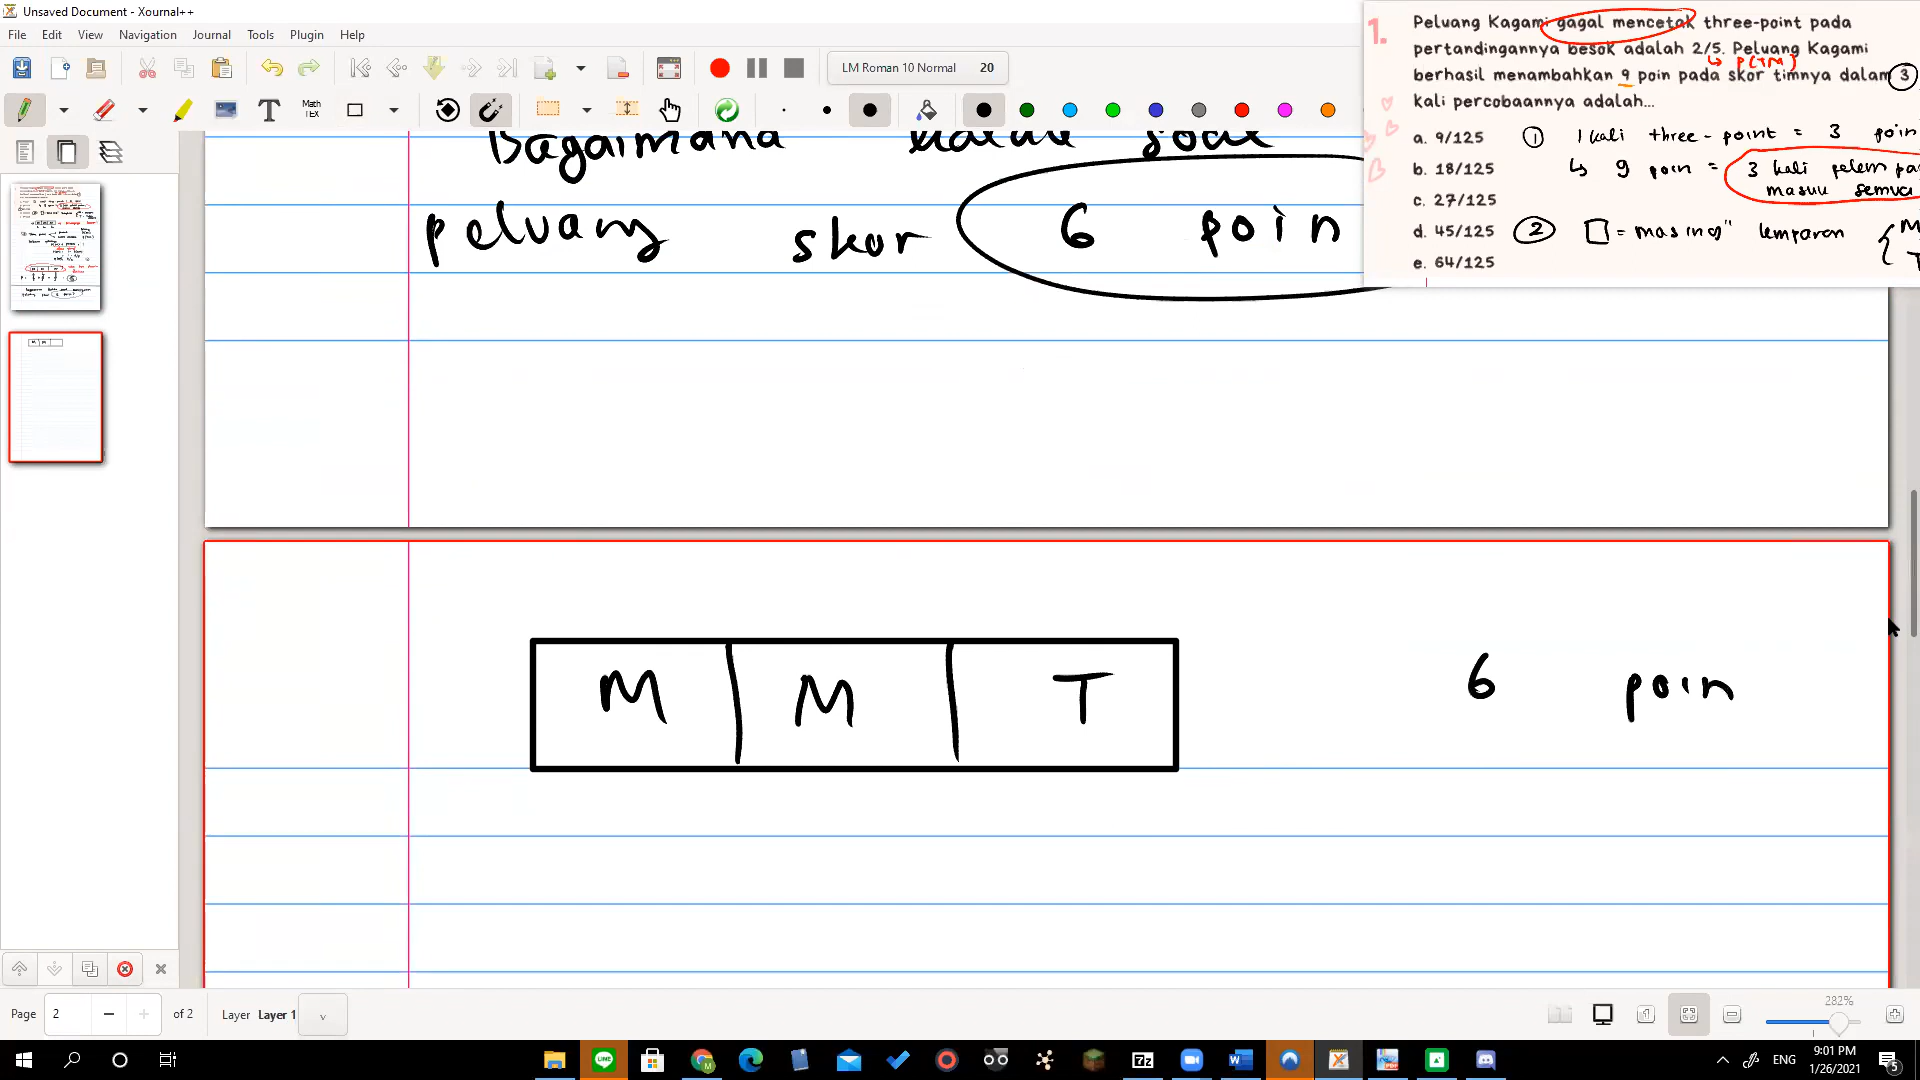 Unsaved Document - Xournal++
File Edit View Navigation Journal Tools Plugin Help
LM Roman 10 Normal 20
Math
TEX
Bagaimana kalau soal
peluang skor 6 poin
1.
Peluang Kagami gagal mencetak three-point pada
pertandingannya besok adalah 2/5. Peluang Kagami
↳ P(TM)
berhasil menambahkan 9 poin pada skor timnya dalam 3
kali percobaannya adalah...
a. 9/125
b. 18/125
c. 27/125
d. 45/125
e. 64/125
① 1 kali three - point = 3 poin
↳ 9 poin = 3 kali
masuk semua
② □ = masing" lemparan { M
T
M M T
6 poin
Page 2 of 2 Layer Layer 1
282%
ENG
9:01 PM
1/26/2021
5